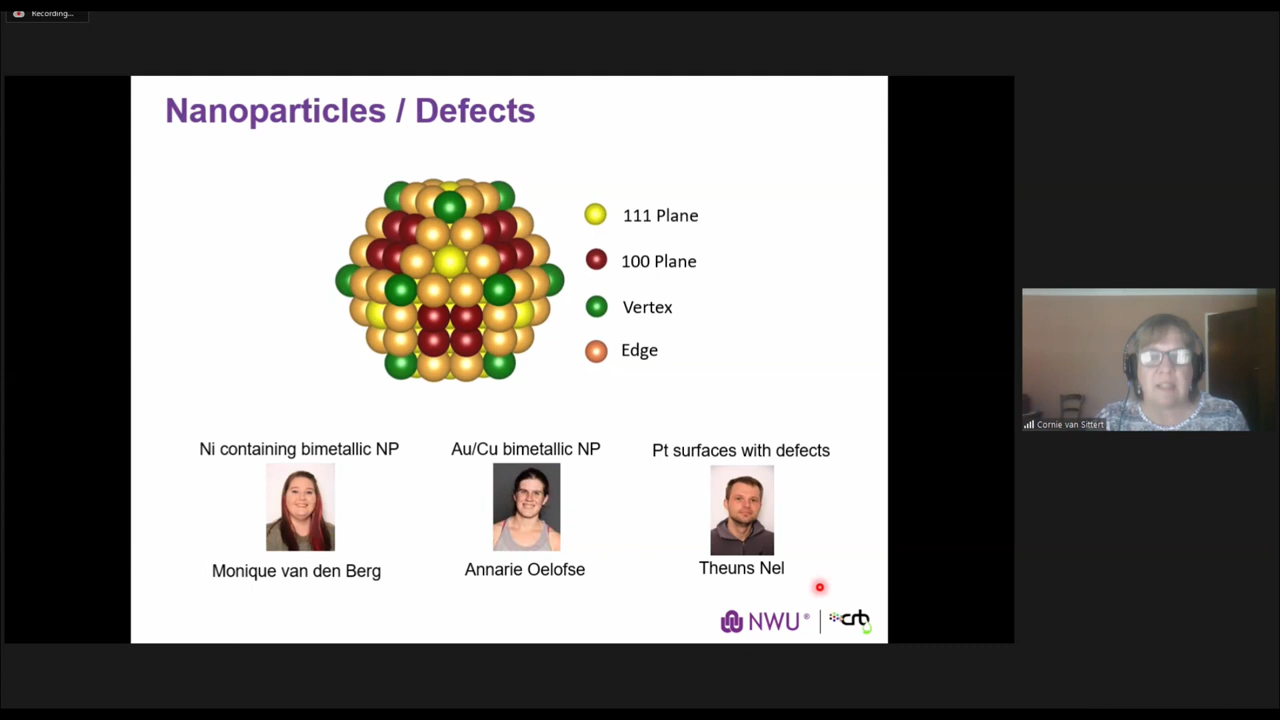 Recording...
Nanoparticles / Defects
111 Plane
100 Plane
Vertex
Edge
Ni containing bimetallic NP
Au/Cu bimetallic NP
Pt surfaces with defects
Monique van den Berg
Annarie Oelofse
Theuns Nel
NWU®
crb
Cornie van Sittert